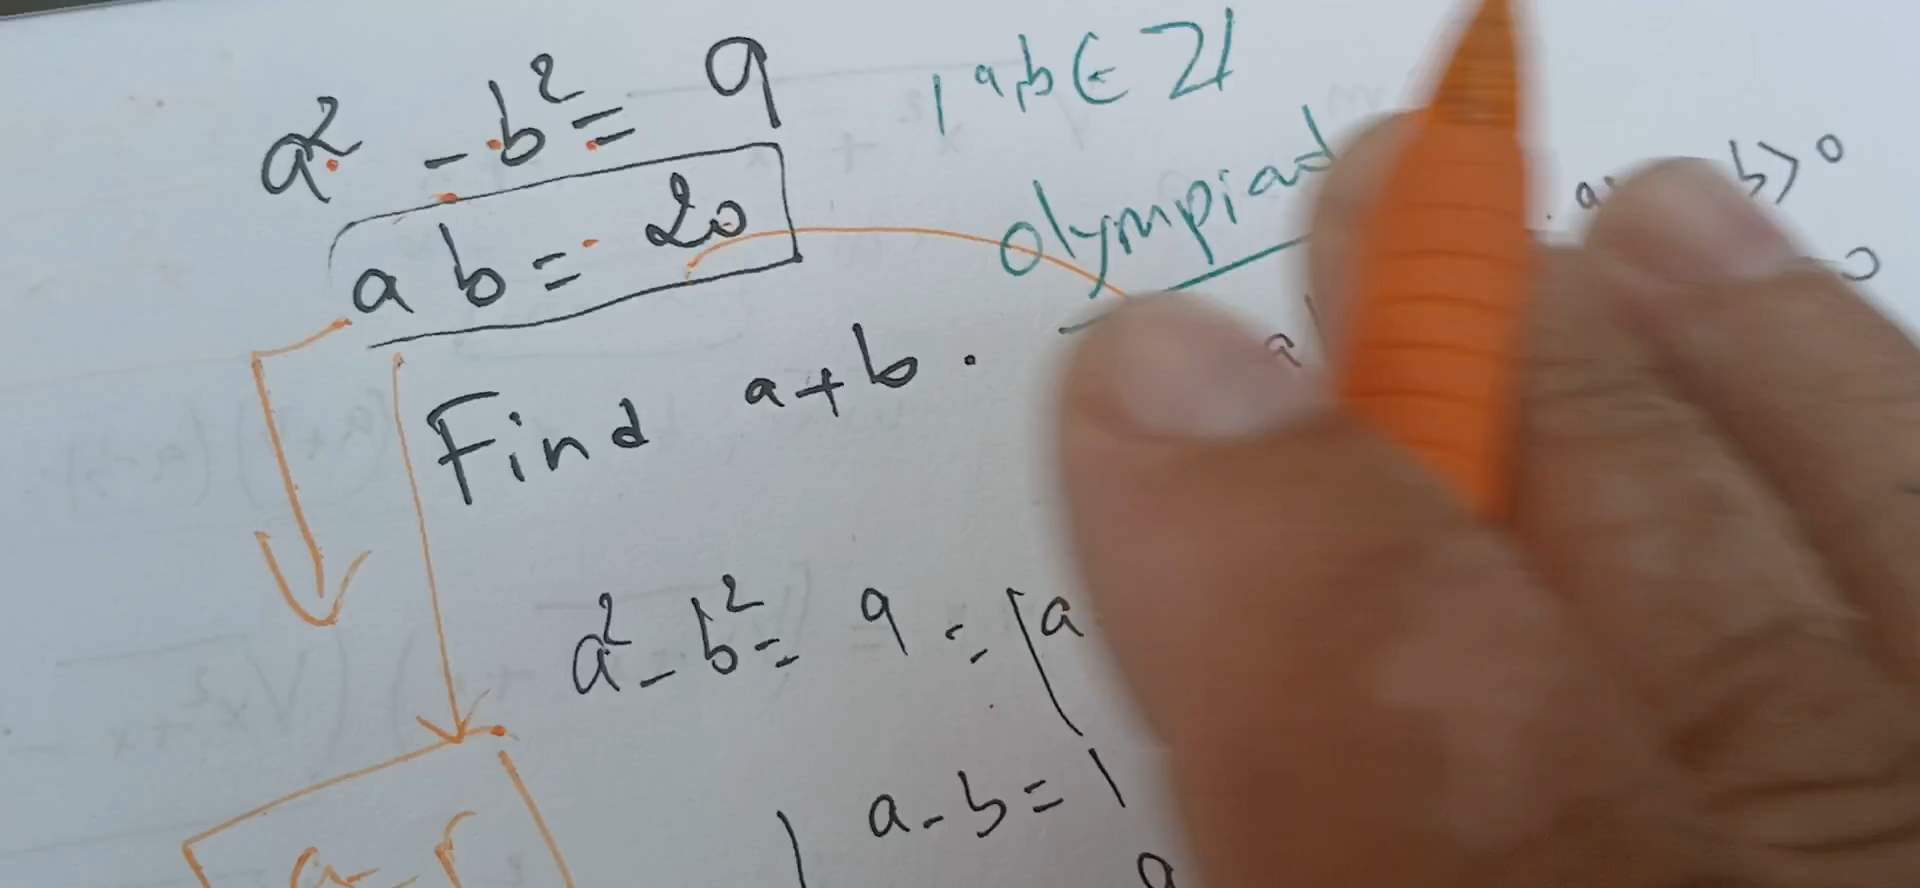 a² - b² = 9 | a,b ∈ ℤ
ab = 20 Olympiad
b > 0
Find a+b.
a² - b² = 9 = (a
a - b = 1